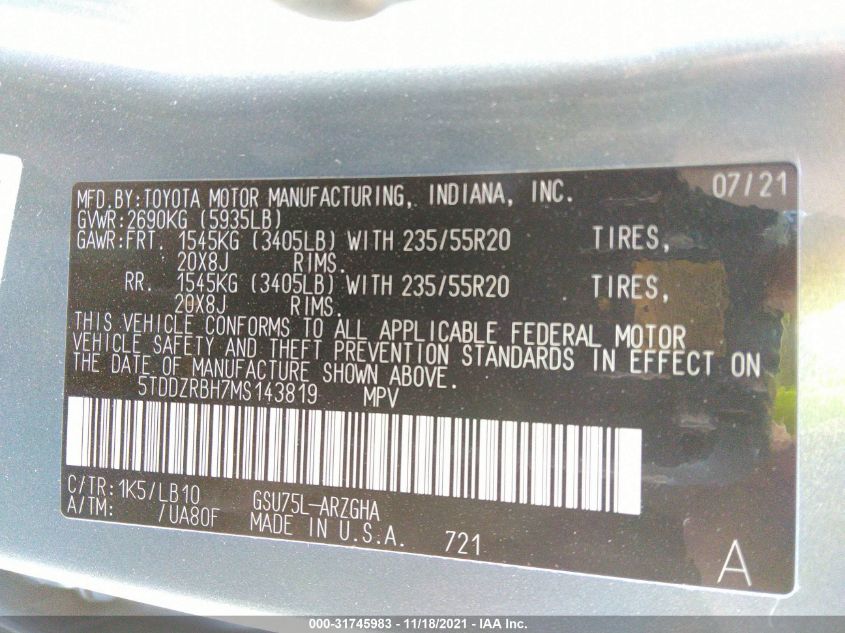 MFD.BY:TOYOTA MOTOR MANUFACTURING, INDIANA, INC. 07/21
GVWR:2690KG (5935LB)
GAWR:FRT. 1545KG (3405LB) WITH 235/55R20 TIRES,
20X8J RIMS.
RR. 1545KG (3405LB) WITH 235/55R20 TIRES,
20X8J RIMS.
THIS VEHICLE CONFORMS TO ALL APPLICABLE FEDERAL MOTOR
VEHICLE SAFETY AND THEFT PREVENTION STANDARDS IN EFFECT ON
THE DATE OF MANUFACTURE SHOWN ABOVE.
5TDDZRBH7MS143819 MPV
C/TR:1K5/LB10 GSU75L-ARZGHA
A/TM: /UA80F MADE IN U.S.A. 721
A
000-31745983 - 11/18/2021 - IAA Inc.